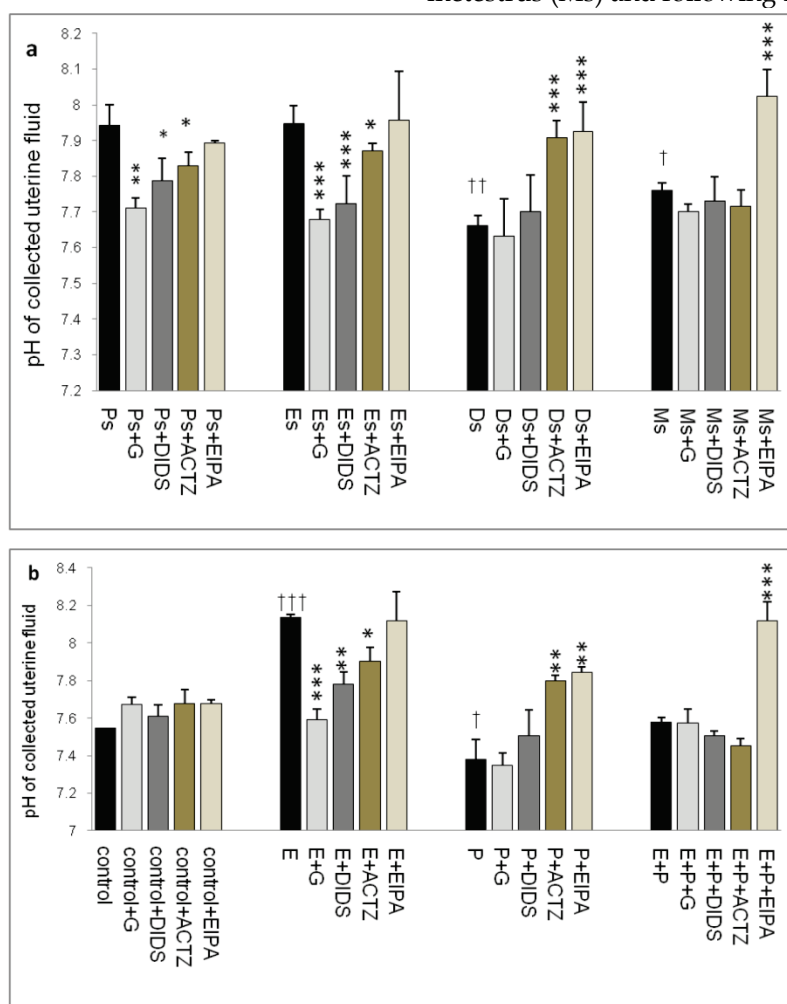 metestrus (Ms) and following
a
8.2
8.1
8
7.9
7.8
7.7
7.6
7.5
7.4
7.3
7.2
pH of collected uterine fluid
**
*
*
***
***
*
††
***
***
†
***
Ps
Ps+G
Ps+DIDS
Ps+ACTZ
Ps+EIPA
Es
Es+G
Es+DIDS
Es+ACTZ
Es+EIPA
Ds
Ds+G
Ds+DIDS
Ds+ACTZ
Ds+EIPA
Ms
Ms+G
Ms+DIDS
Ms+ACTZ
Ms+EIPA
b
8.4
8.2
8
7.8
7.6
7.4
7.2
7
pH of collected uterine fluid
†††
***
**
*
†
**
**
***
control
control+G
control+DIDS
control+ACTZ
control+EIPA
E
E+G
E+DIDS
E+ACTZ
E+EIPA
P
P+G
P+DIDS
P+ACTZ
P+EIPA
E+P
E+P+G
E+P+DIDS
E+P+ACTZ
E+P+EIPA